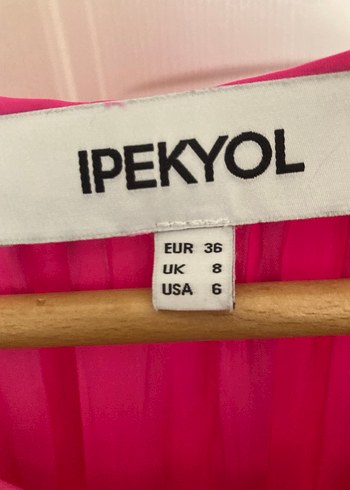 IPEKYOL
EUR 36
UK 8
USA 6